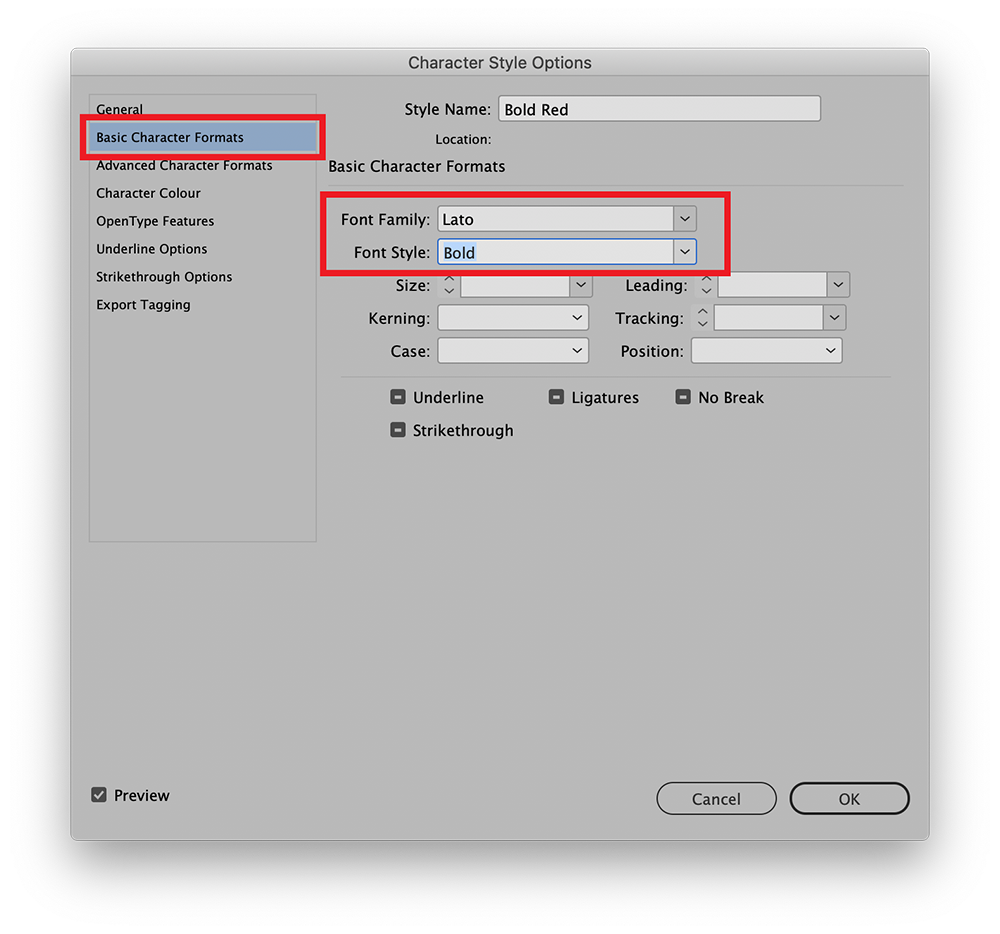 Character Style Options
General
Basic Character Formats
Advanced Character Formats
Character Colour
OpenType Features
Underline Options
Strikethrough Options
Export Tagging
Style Name: Bold Red
Location:
Basic Character Formats
Font Family: Lato
Font Style: Bold
Size: Leading:
Kerning: Tracking:
Case: Position:
Underline Ligatures No Break
Strikethrough
Preview
Cancel OK